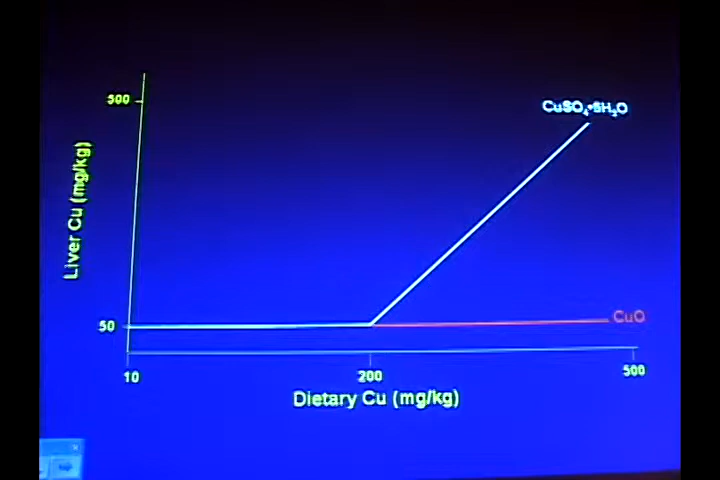 500
CuSO₄•5H₂O
Liver Cu (mg/kg)
50
CuO
10
200
500
Dietary Cu (mg/kg)